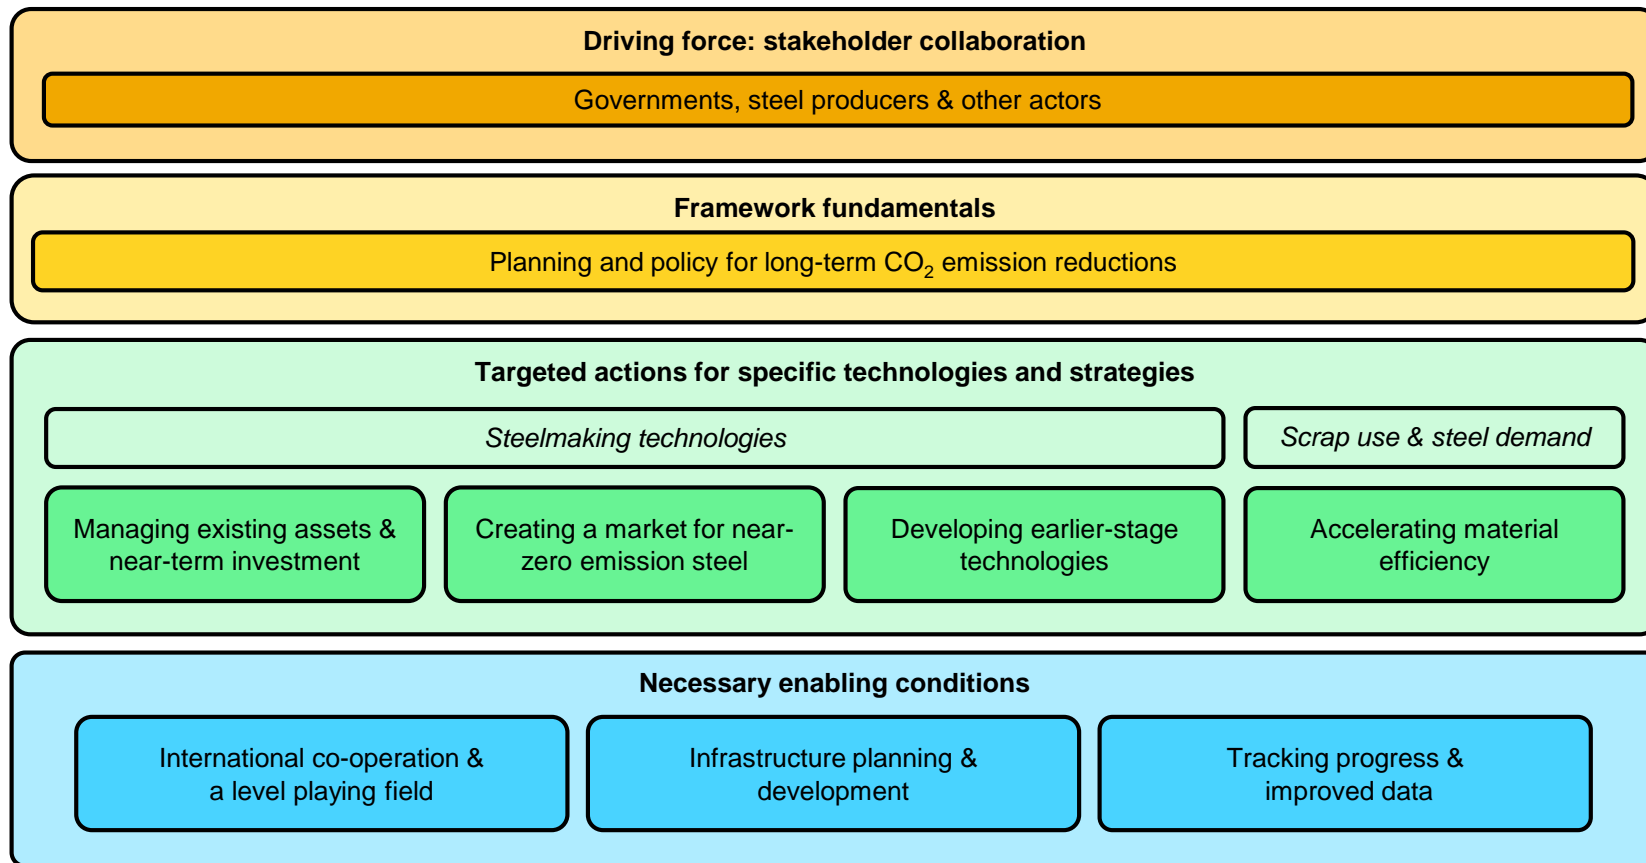 Driving force: stakeholder collaboration
Governments, steel producers & other actors
Framework fundamentals
Planning and policy for long-term CO₂ emission reductions
Targeted actions for specific technologies and strategies
Steelmaking technologies
Scrap use & steel demand
Managing existing assets &
near-term investment
Creating a market for near-
zero emission steel
Developing earlier-stage
technologies
Accelerating material
efficiency
Necessary enabling conditions
International co-operation &
a level playing field
Infrastructure planning &
development
Tracking progress &
improved data